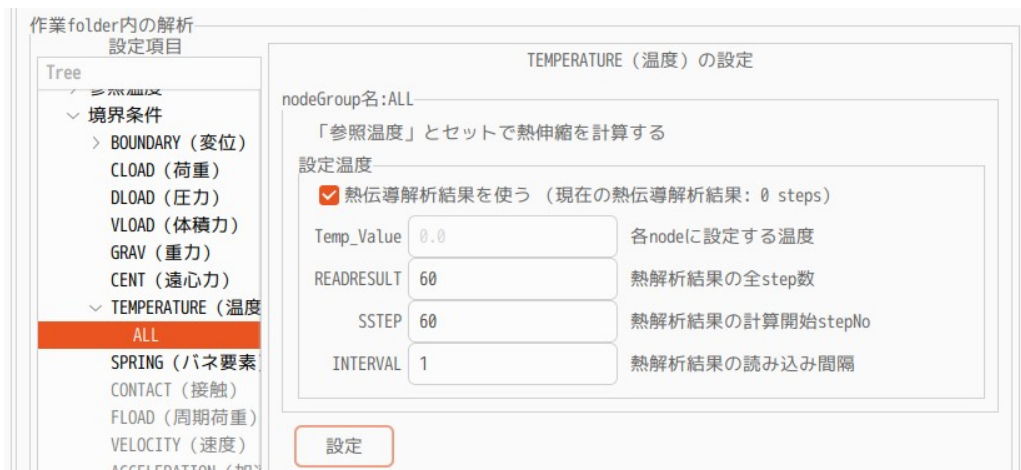 作業folder内の解析
設定項目
Tree
参照温度
境界条件
BOUNDARY (変位)
CLOAD (荷重)
DLOAD (圧力)
VLOAD (体積力)
GRAV (重力)
CENT (遠心力)
TEMPERATURE (温度
ALL
SPRING (バネ要素)
CONTACT (接触)
FLOAD (周期荷重)
VELOCITY (速度)
TEMPERATURE (温度) の設定
nodeGroup名:ALL
「参照温度」とセットで熱伸縮を計算する
設定温度
熱伝導解析結果を使う (現在の熱伝導解析結果: 0 steps)
Temp_Value 0.0 各nodeに設定する温度
READRESULT 60 熱解析結果の全step数
SSTEP 60 熱解析結果の計算開始stepNo
INTERVAL 1 熱解析結果の読み込み間隔
設定